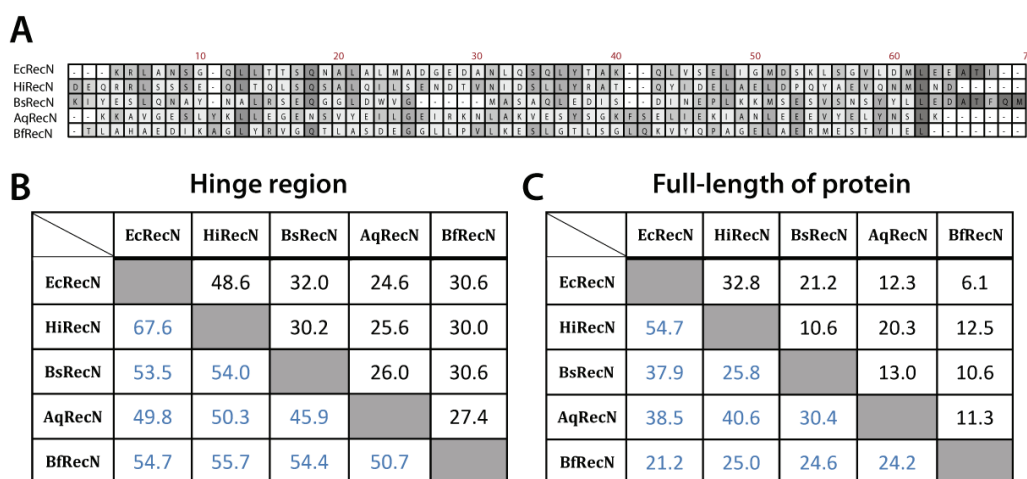 A
10 20 30 40 50 60 7
EcRecN - - - K R L A N S G - Q L L T T S Q N A L A L M A D G E D A N L Q S Q L Y T A K - - Q L V S E L I G M D S K L S G V L D M L E E A T I - -
HiRecN D E Q R R L S S S E - Q L T Q L S Q S A L Q I L S E N D T V N I D S L L Y R A T - - Q Y I D E L A E L D P Q Y A E V Q N M L N D - - - - -
BsRecN K I Y E S L Q N A Y - N A L R S E Q G G L D W V G - - - - - M A S A Q L E D I S - - D I N E P L K K M S E S V S N S Y Y L L E D A T F Q M
AqRecN - - K K A V G E S L Y K L L E G E N S V Y E I L G E I R K N L A K V E S Y S G K F S E L I E K I A N L E E E V Y E L Y N S L K - - - - - -
BfRecN - T L A H A E D I K A G L Y R V G Q T L A S D E G G L L P V L K E S L G T L S G L Q K V Y Q P A G E L A E R M E S T Y I E L - - - - - - -
B Hinge region
EcRecN HiRecN BsRecN AqRecN BfRecN
EcRecN 48.6 32.0 24.6 30.6
HiRecN 67.6 30.2 25.6 30.0
BsRecN 53.5 54.0 26.0 30.6
AqRecN 49.8 50.3 45.9 27.4
BfRecN 54.7 55.7 54.4 50.7
C Full-length of protein
EcRecN HiRecN BsRecN AqRecN BfRecN
EcRecN 32.8 21.2 12.3 6.1
HiRecN 54.7 10.6 20.3 12.5
BsRecN 37.9 25.8 13.0 10.6
AqRecN 38.5 40.6 30.4 11.3
BfRecN 21.2 25.0 24.6 24.2